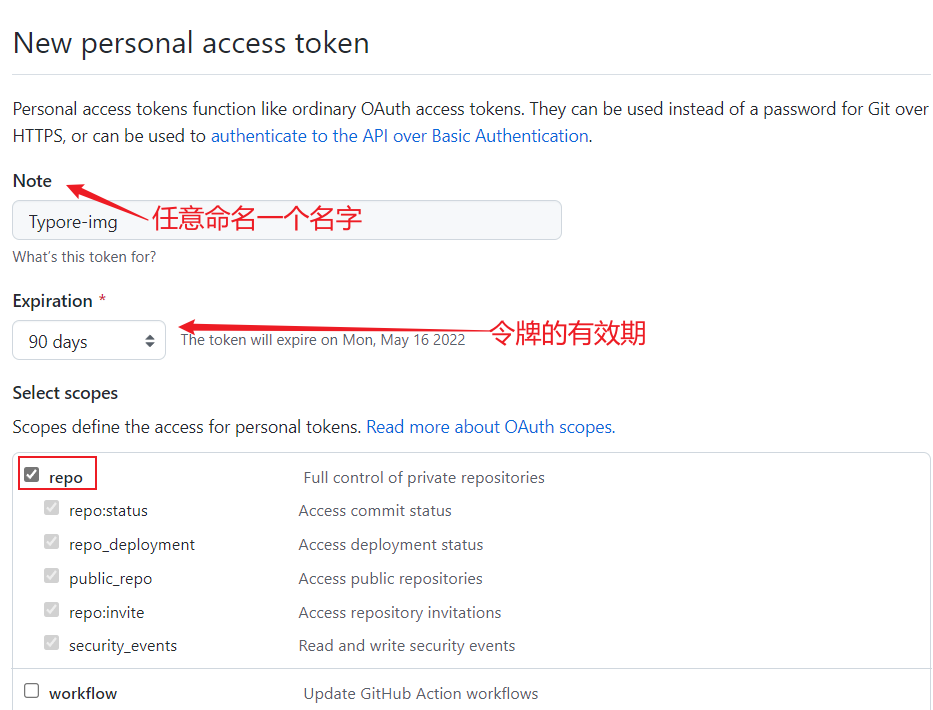 New personal access token
Personal access tokens function like ordinary OAuth access tokens. They can be used instead of a password for Git over
HTTPS, or can be used to authenticate to the API over Basic Authentication.
Note
Typore-img
任意命名一个名字
What's this token for?
Expiration *
90 days
The token will expire on Mon, May 16 2022
令牌的有效期
Select scopes
Scopes define the access for personal tokens. Read more about OAuth scopes.
repo Full control of private repositories
repo:status Access commit status
repo_deployment Access deployment status
public_repo Access public repositories
repo:invite Access repository invitations
security_events Read and write security events
workflow Update GitHub Action workflows